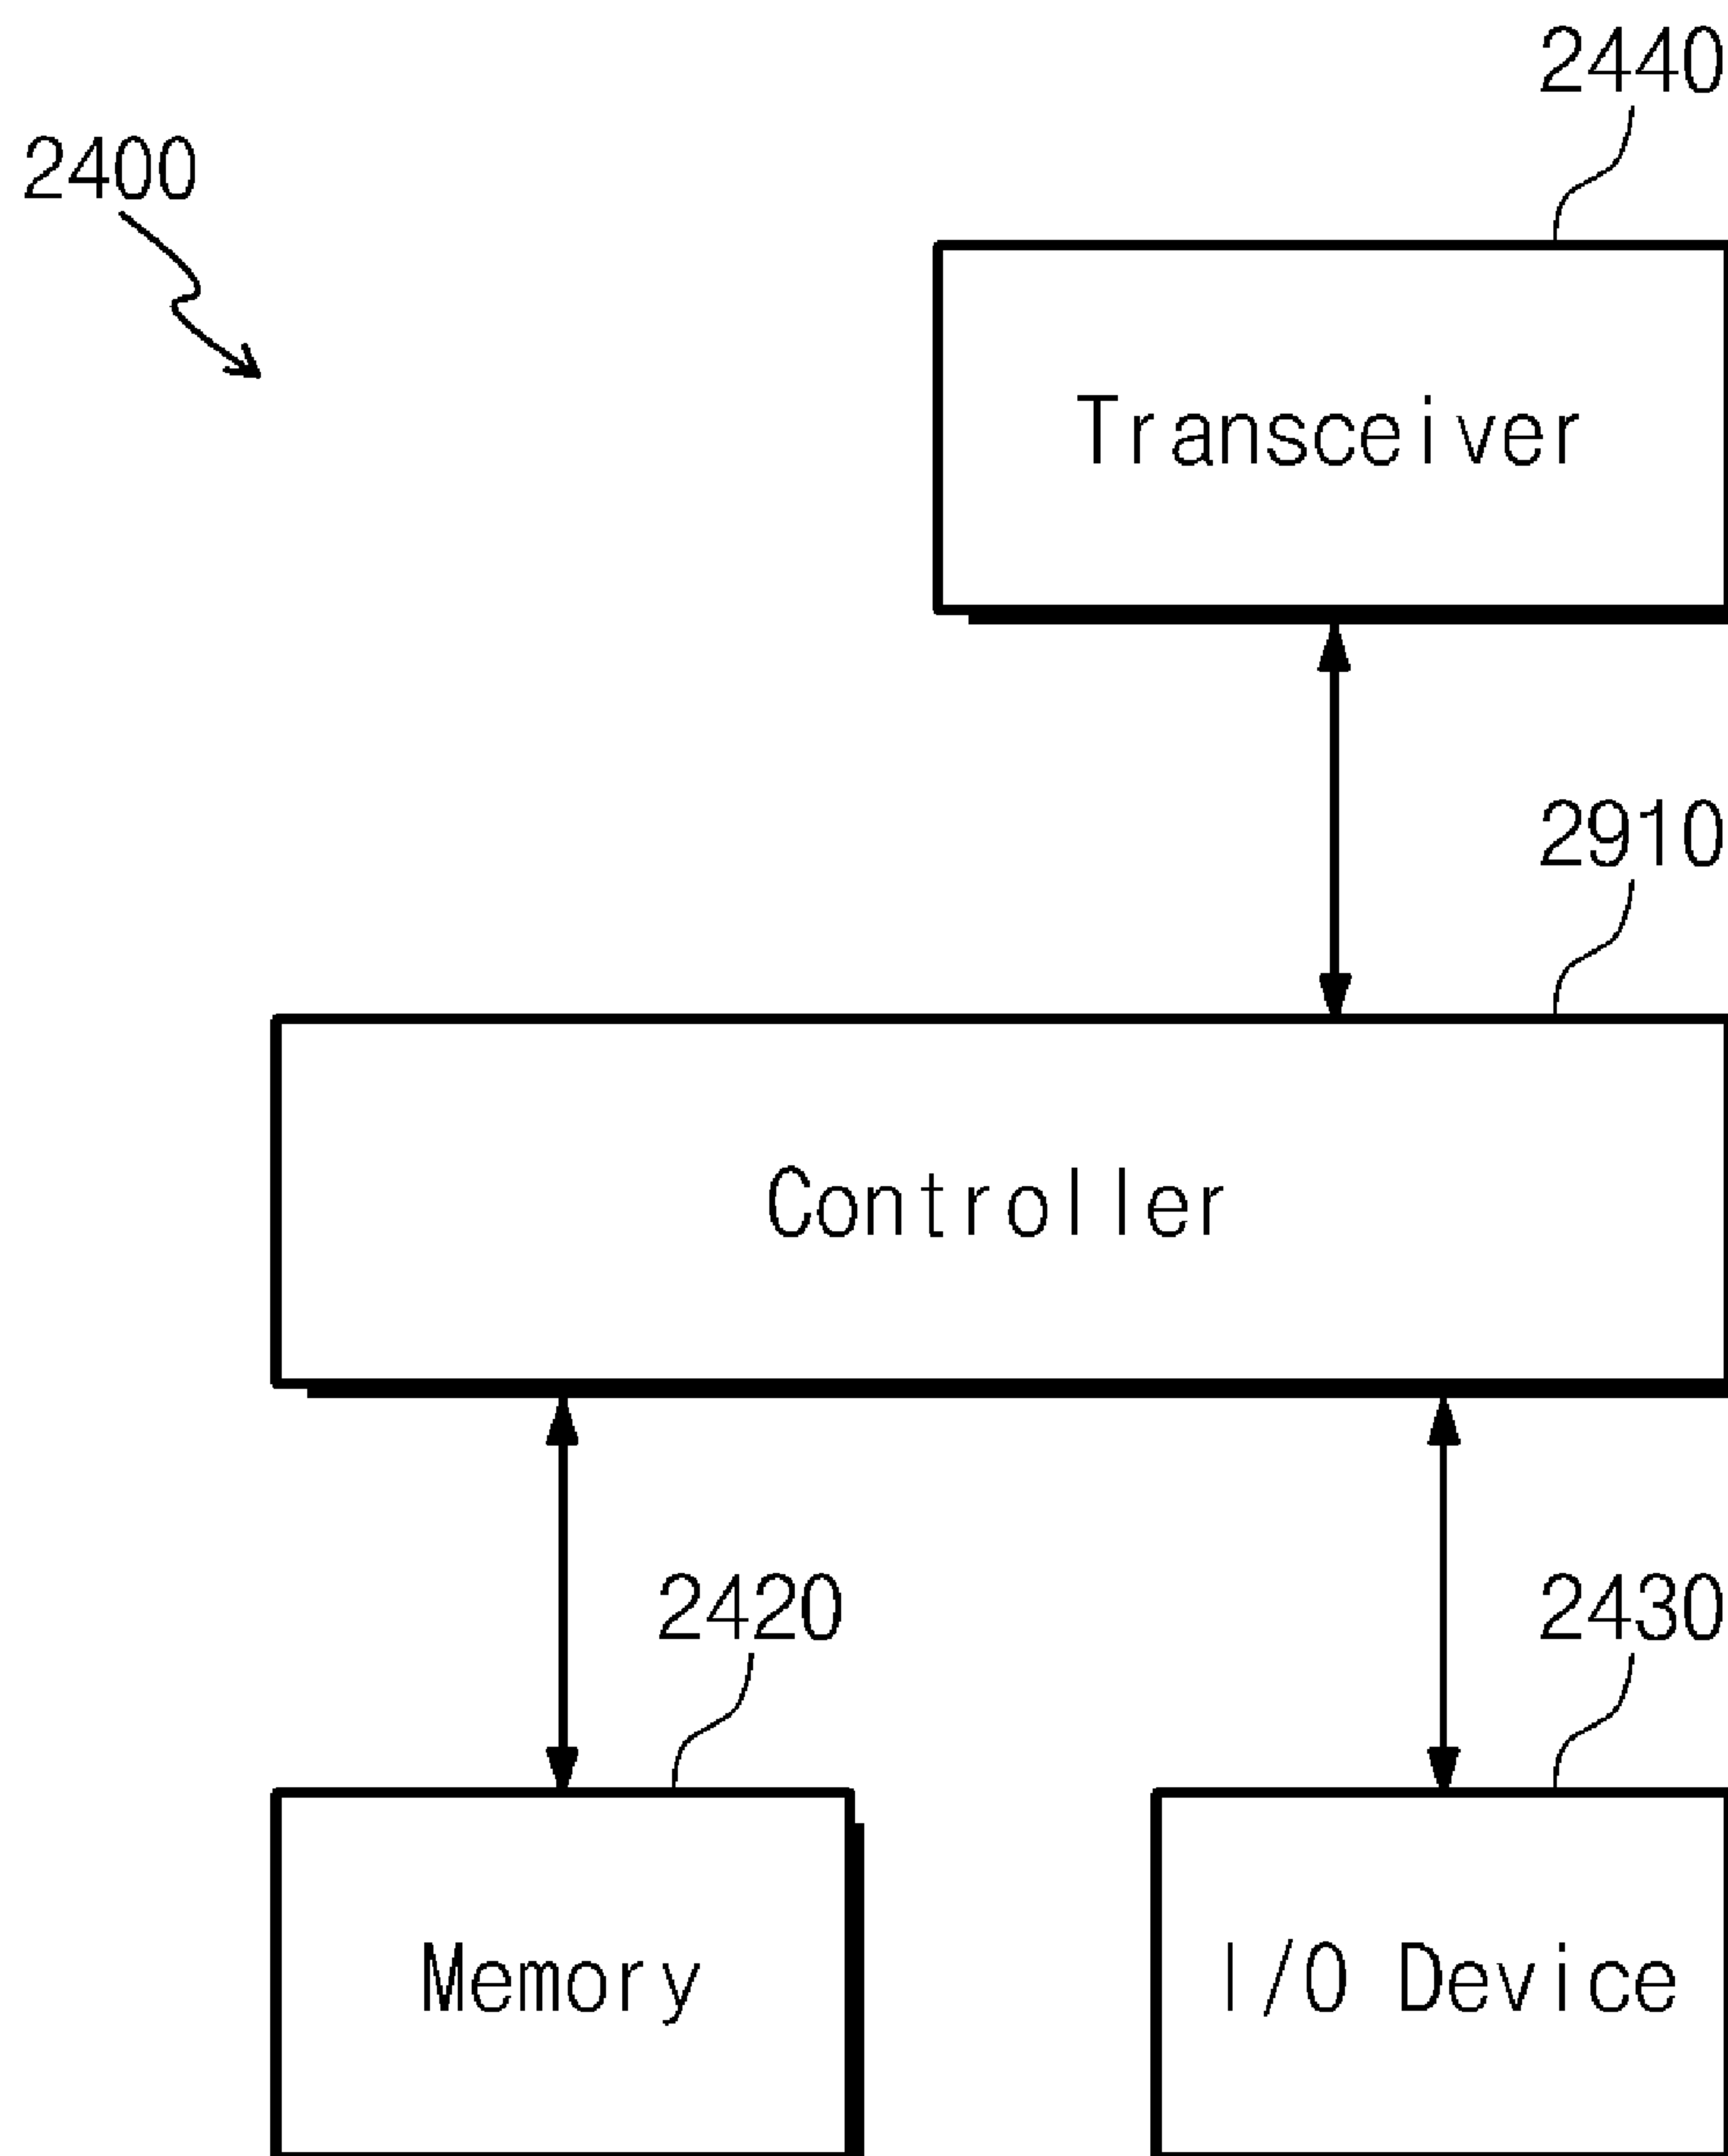 2440
2400
Transceiver
2910
Controller
2420
2430
Memory
I/O Device